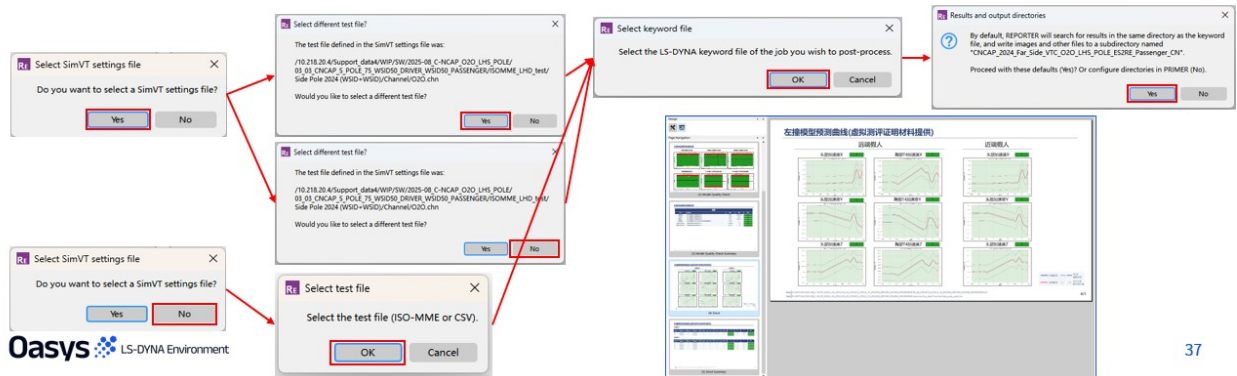 Select SimVT settings file
Do you want to select a SimVT settings file?
Yes
No
Select different test file?
The test file defined in the SimVT settings file was:
/10.218.20.4/Support_data4/WIP/SW/2025-08_C-NCAP_O2O_LHS_POLE/
03_03_CNCAP_S_POLE_75_WSID50_DRIVER_WSID50_PASSENGER/ISOMME_LHD_test/
Side Pole 2024 (WSID+WSID)/Channel/O2O.chn
Would you like to select a different test file?
Yes
No
Select different test file?
The test file defined in the SimVT settings file was:
/10.218.20.4/Support_data4/WIP/SW/2025-08_C-NCAP_O2O_LHS_POLE/
03_03_CNCAP_S_POLE_75_WSID50_DRIVER_WSID50_PASSENGER/ISOMME_LHD_test/
Side Pole 2024 (WSID+WSID)/Channel/O2O.chn
Would you like to select a different test file?
Yes
No
Select SimVT settings file
Do you want to select a SimVT settings file?
Yes
No
Select test file
Select the test file (ISO-MME or CSV).
OK
Cancel
Select keyword file
Select the LS-DYNA keyword file of the job you wish to post-process.
OK
Cancel
Results and output directories
By default, REPORTER will search for results in the same directory as the keyword
file, and write images and other files to a subdirectory named
"CNCAP_2024_Far_Side_VTC_O2O_LHS_POLE_ES2RE_Passenger_CN".
Proceed with these defaults (Yes)? Or configure directories in PRIMER (No).
Yes
No
左撞模型预测曲线(虚拟测评证明材料提供)
远端假人
近端假人
Oasys LS-DYNA Environment
37